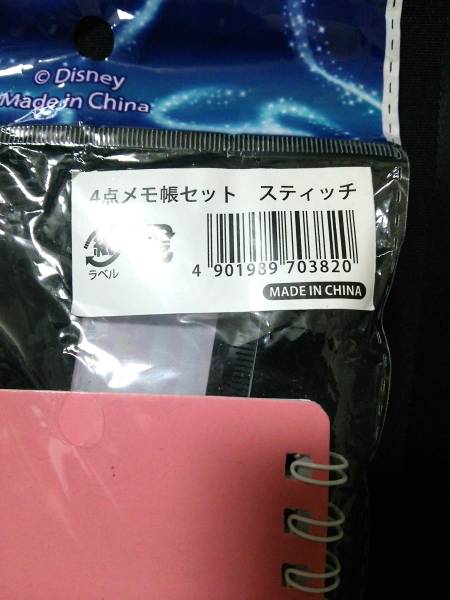 © Disney
Made in China
4点メモ帳セット　スティッチ
ラベル
4 901989 703820
MADE IN CHINA